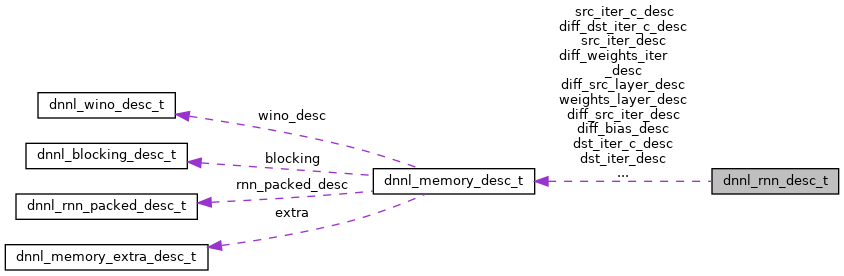 src_iter_c_desc
diff_dst_iter_c_desc
src_iter_desc
diff_weights_iter
_desc
diff_src_layer_desc
weights_layer_desc
diff_src_iter_desc
diff_bias_desc
dst_iter_c_desc
dst_iter_desc
...
dnnl_wino_desc_t
wino_desc
dnnl_blocking_desc_t
blocking
dnnl_memory_desc_t
dnnl_rnn_desc_t
rnn_packed_desc
dnnl_rnn_packed_desc_t
extra
dnnl_memory_extra_desc_t